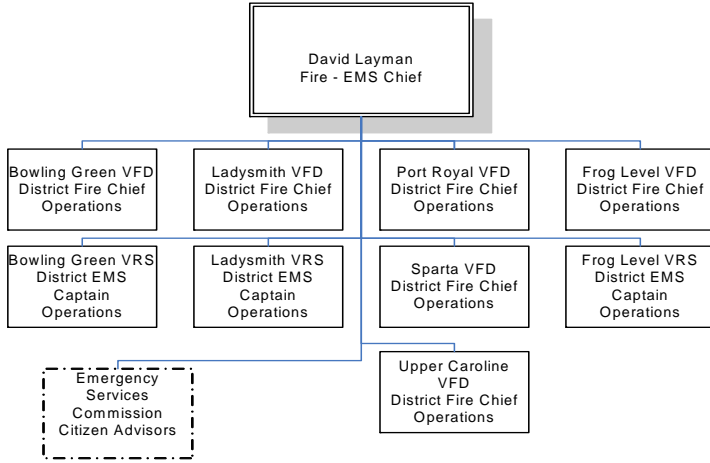 David Layman
Fire - EMS Chief
Bowling Green VFD
District Fire Chief
Operations
Ladysmith VFD
District Fire Chief
Operations
Port Royal VFD
District Fire Chief
Operations
Frog Level VFD
District Fire Chief
Operations
Bowling Green VRS
District EMS
Captain
Operations
Ladysmith VRS
District EMS
Captain
Operations
Sparta VFD
District Fire Chief
Operations
Frog Level VRS
District EMS
Captain
Operations
Emergency
Services
Commission
Citizen Advisors
Upper Caroline
VFD
District Fire Chief
Operations